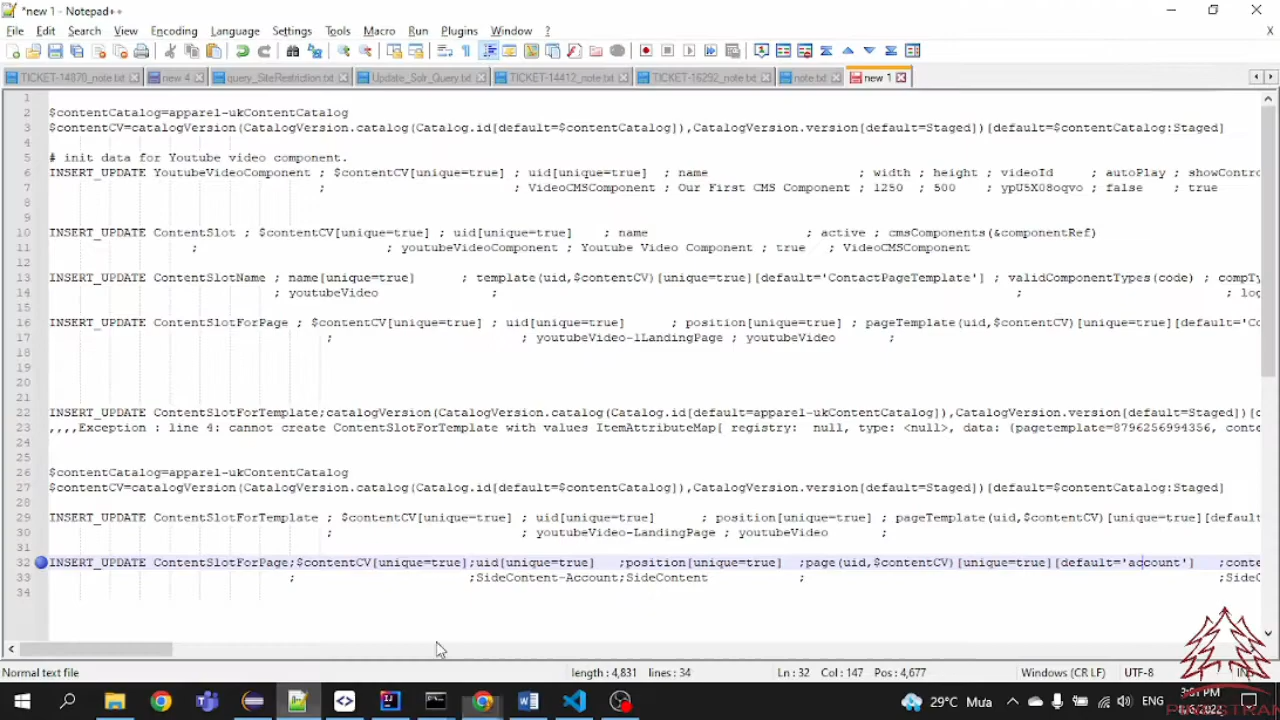 *new 1 - Notepad++
File Edit Search View Encoding Language Settings Tools Macro Run Plugins Window ? X
TICKET-14870_note.txt new 4 query_SiteRestriction.txt Update_Solr_Query.txt TICKET-14412_note.txt TICKET-16292_note.txt note.txt new 1
1
2 $contentCatalog=apparel-ukContentCatalog
3 $contentCV=catalogVersion(CatalogVersion.catalog(Catalog.id[default=$contentCatalog]),CatalogVersion.version[default=Staged])[default=$contentCatalog:Staged]
4
5 # init data for Youtube video component.
6 INSERT_UPDATE YoutubeVideoComponent ; $contentCV[unique=true] ; uid[unique=true] ; name ; width ; height ; videoId ; autoPlay ; showContro
7 ; ; VideoCMSComponent ; Our First CMS Component ; 1250 ; 500 ; ypU5X08oqvo ; false ; true
8
9
10 INSERT_UPDATE ContentSlot ; $contentCV[unique=true] ; uid[unique=true] ; name ; active ; cmsComponents(&componentRef)
11 ; ; youtubeVideoComponent ; Youtube Video Component ; true ; VideoCMSComponent
12
13 INSERT_UPDATE ContentSlotName ; name[unique=true] ; template(uid,$contentCV)[unique=true][default='ContactPageTemplate'] ; validComponentTypes(code) ; compTy
14 ; youtubeVideo ; ; ; log
15
16 INSERT_UPDATE ContentSlotForPage ; $contentCV[unique=true] ; uid[unique=true] ; position[unique=true] ; pageTemplate(uid,$contentCV)[unique=true][default='Co
17 ; ; youtubeVideo-1LandingPage ; youtubeVideo ;
18
19
20
21
22 INSERT_UPDATE ContentSlotForTemplate;catalogVersion(CatalogVersion.catalog(Catalog.id[default=apparel-ukContentCatalog]),CatalogVersion.version[default=Staged])[d
23 ,,,,Exception : line 4: cannot create ContentSlotForTemplate with values ItemAttributeMap[ registry: null, type: <null>, data: {pagetemplate=8796256994356, conte
24
25
26 $contentCatalog=apparel-ukContentCatalog
27 $contentCV=catalogVersion(CatalogVersion.catalog(Catalog.id[default=$contentCatalog]),CatalogVersion.version[default=Staged])[default=$contentCatalog:Staged]
28
29 INSERT_UPDATE ContentSlotForTemplate ; $contentCV[unique=true] ; uid[unique=true] ; position[unique=true] ; pageTemplate(uid,$contentCV)[unique=true][default
30 ; ; youtubeVideo-LandingPage ; youtubeVideo ;
31
32 INSERT_UPDATE ContentSlotForPage;$contentCV[unique=true];uid[unique=true] ;position[unique=true] ;page(uid,$contentCV)[unique=true][default='account'] ;conte
33 ; ;SideContent-Account;SideContent ; ;SideC
34
Normal text file length : 4,831 lines : 34 Ln : 32 Col : 147 Pos : 4,677 Windows (CR LF) UTF-8
29°C Mưa ENG